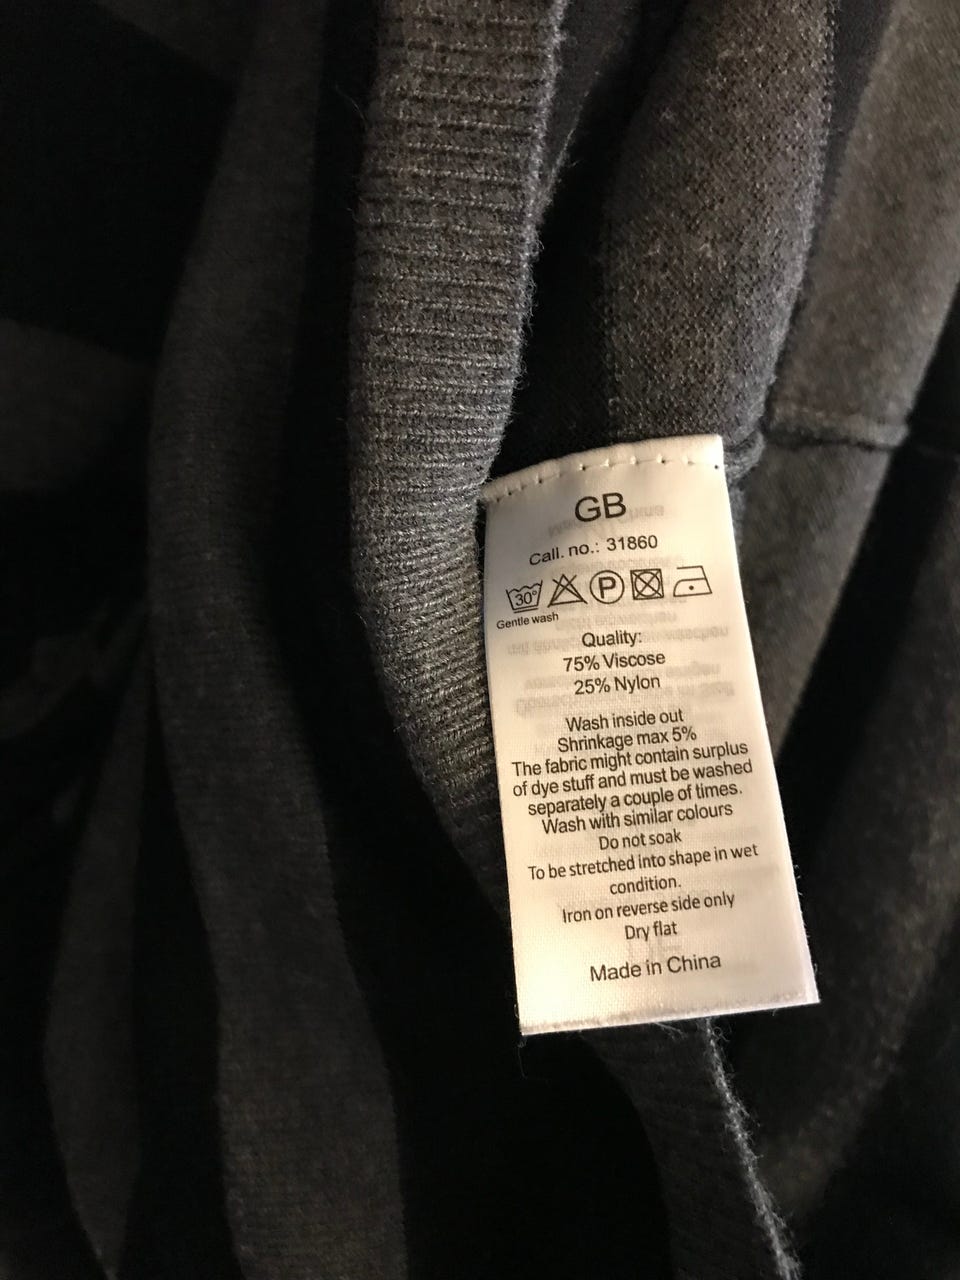 GB
Call. no.: 31860
30° P
Gentle wash
Quality:
75% Viscose
25% Nylon
Wash inside out
Shrinkage max 5%
The fabric might contain surplus
of dye stuff and must be washed
separately a couple of times.
Wash with similar colours
Do not soak
To be stretched into shape in wet
condition.
Iron on reverse side only
Dry flat
Made in China